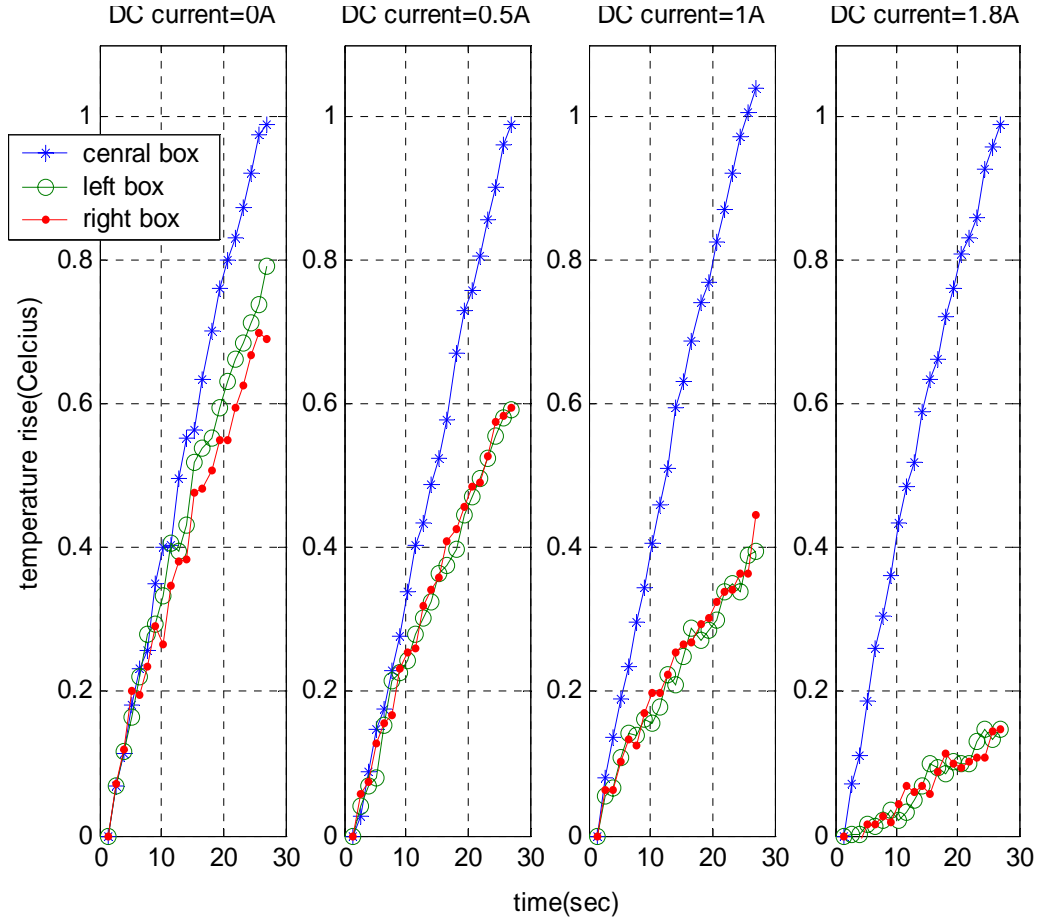 DC current=0A
DC current=0.5A
DC current=1A
DC current=1.8A
1
0.8
0.6
0.4
0.2
0
cenral box
left box
right box
temperature rise(Celcius)
0 10 20 30
1
0.8
0.6
0.4
0.2
0
0 10 20 30
1
0.8
0.6
0.4
0.2
0
0 10 20 30
1
0.8
0.6
0.4
0.2
0
0 10 20 30
time(sec)